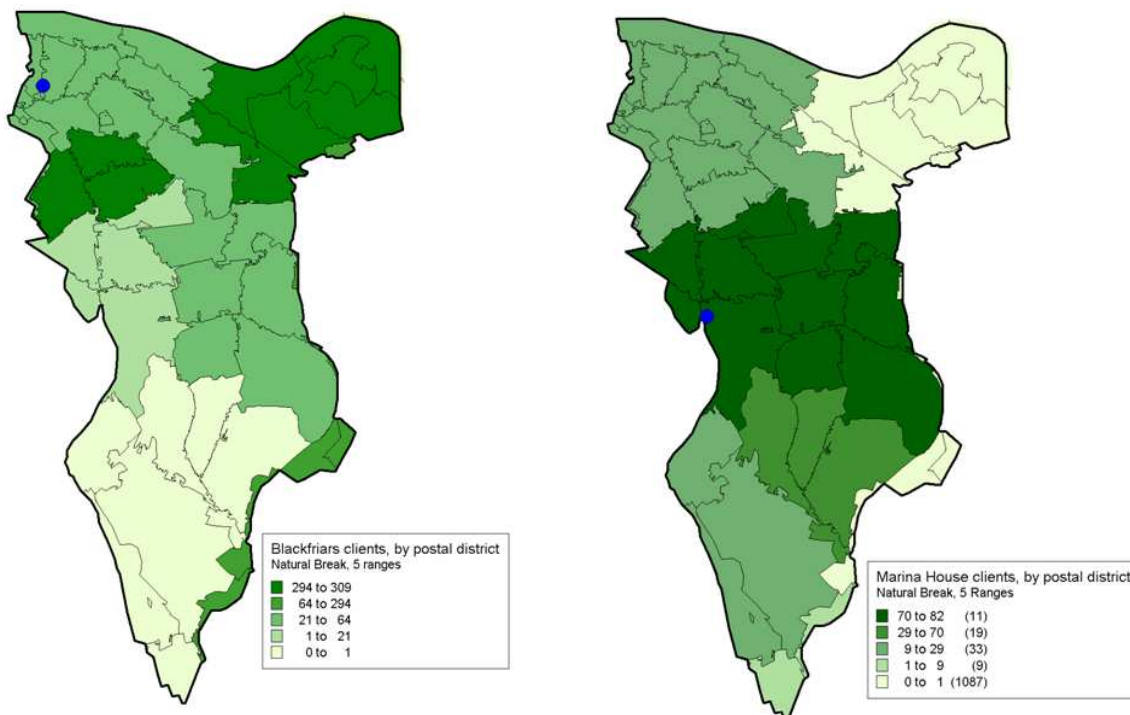 Blackfriars clients, by postal district
Natural Break, 5 ranges
294 to 309
64 to 294
21 to 64
1 to 21
0 to 1
Marina House clients, by postal district
Natural Break, 5 Ranges
70 to 82 (11)
29 to 70 (19)
9 to 29 (33)
1 to 9 (9)
0 to 1 (1087)